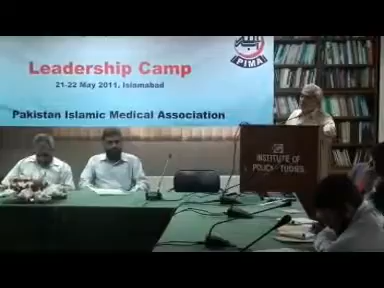 PIMA
Leadership Camp
21-22 May 2011, Islamabad
Pakistan Islamic Medical Association
INSTITUTE OF
POLICY STUDIES